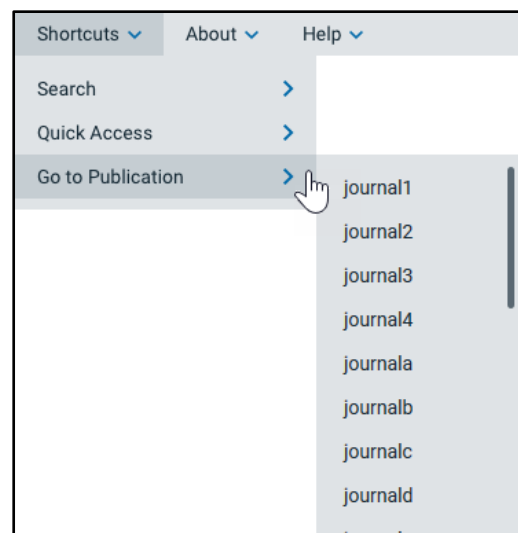 Shortcuts About Help
Search
Quick Access
Go to Publication
journal1
journal2
journal3
journal4
journala
journalb
journalc
journald